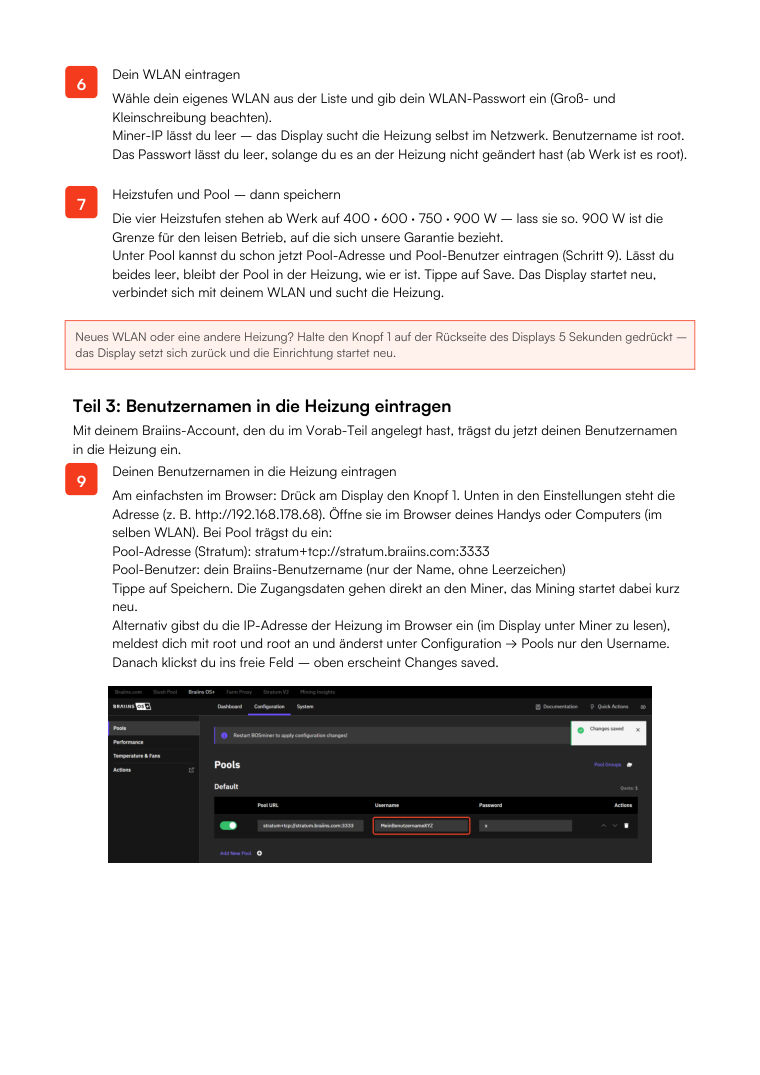 6
Dein WLAN eintragen
Wähle dein eigenes WLAN aus der Liste und gib dein WLAN-Passwort ein (Groß- und
Kleinschreibung beachten).
Miner-IP lässt du leer — das Display sucht die Heizung selbst im Netzwerk. Benutzername ist root.
Das Passwort lässt du leer, solange du es an der Heizung nicht geändert hast (ab Werk ist es root).
7
Heizstufen und Pool — dann speichern
Die vier Heizstufen stehen ab Werk auf 400 · 600 · 750 · 900 W — lass sie so. 900 W ist die
Grenze für den leisen Betrieb, auf die sich unsere Garantie bezieht.
Unter Pool kannst du schon jetzt Pool-Adresse und Pool-Benutzer eintragen (Schritt 9). Lässt du
beides leer, bleibt der Pool in der Heizung, wie er ist. Tippe auf Save. Das Display startet neu,
verbindet sich mit deinem WLAN und sucht die Heizung.
Neues WLAN oder eine andere Heizung? Halte den Knopf 1 auf der Rückseite des Displays 5 Sekunden gedrückt —
das Display setzt sich zurück und die Einrichtung startet neu.
Teil 3: Benutzernamen in die Heizung eintragen
Mit deinem Braiins-Account, den du im Vorab-Teil angelegt hast, trägst du jetzt deinen Benutzernamen
in die Heizung ein.
9
Deinen Benutzernamen in die Heizung eintragen
Am einfachsten im Browser: Drück am Display den Knopf 1. Unten in den Einstellungen steht die
Adresse (z. B. http://192.168.178.68). Öffne sie im Browser deines Handys oder Computers (im
selben WLAN). Bei Pool trägst du ein:
Pool-Adresse (Stratum): stratum+tcp://stratum.braiins.com:3333
Pool-Benutzer: dein Braiins-Benutzername (nur der Name, ohne Leerzeichen)
Tippe auf Speichern. Die Zugangsdaten gehen direkt an den Miner, das Mining startet dabei kurz
neu.
Alternativ gibst du die IP-Adresse der Heizung im Browser ein (im Display unter Miner zu lesen),
meldest dich mit root und root an und änderst unter Configuration → Pools nur den Username.
Danach klickst du ins freie Feld — oben erscheint Changes saved.
Braiins.com Slush Pool Braiins OS+ Farm Proxy Stratum V2 Mining Insights
BRAIINS OS+ Dashboard Configuration System Documentation Quick Actions
Pools
Performance
Temperature & Fans
Actions
Restart BOSminer to apply configuration changes!
Changes saved ×
Pools
Pool Groups
Default
Quota: 1
Pool URL Username Password Actions
stratum+tcp://stratum.braiins.com:3333 MeinBenutzernameXYZ x
Add New Pool